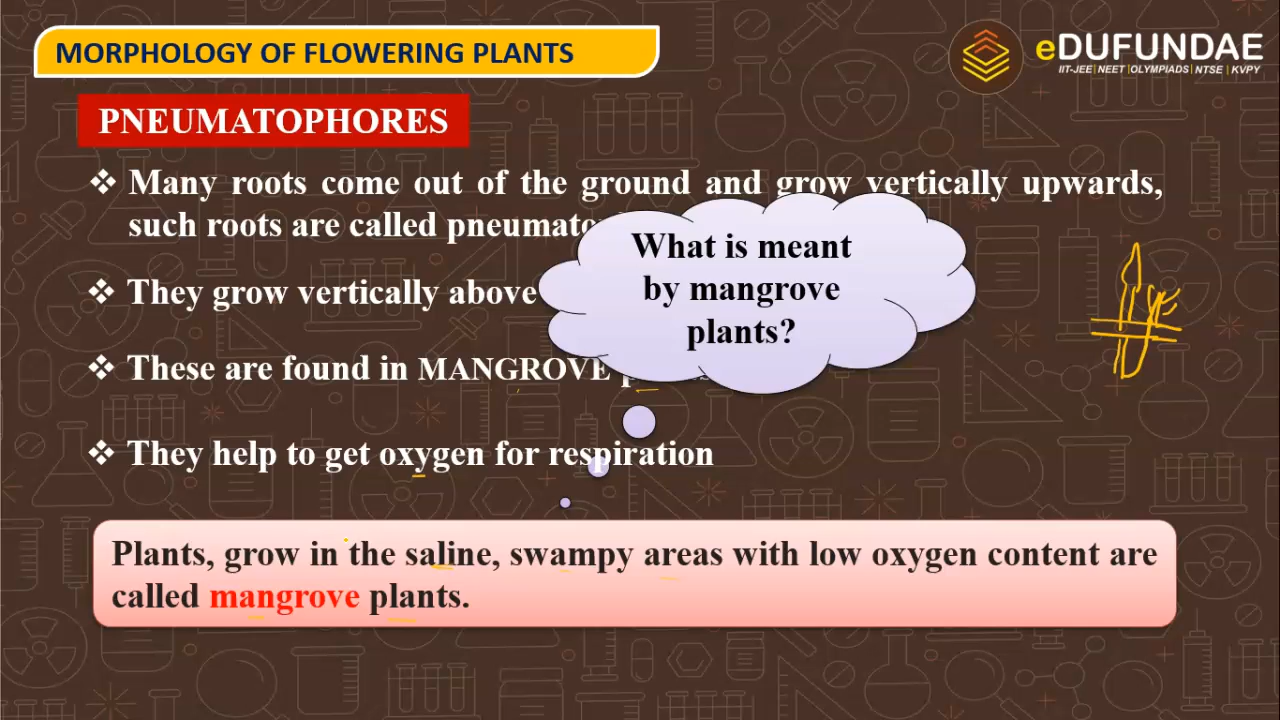 MORPHOLOGY OF FLOWERING PLANTS
eDUFUNDAE
IIT-JEE|NEET |OLYMPIADS| NTSE | KVPY
PNEUMATOPHORES
❖ Many roots come out of the ground and grow vertically upwards,
such roots are called
❖ They grow vertically above
❖ These are found in MANGROVE
❖ They help to get oxygen for respiration
What is meant
by mangrove
plants?
Plants, grow in the saline, swampy areas with low oxygen content are
called mangrove plants.